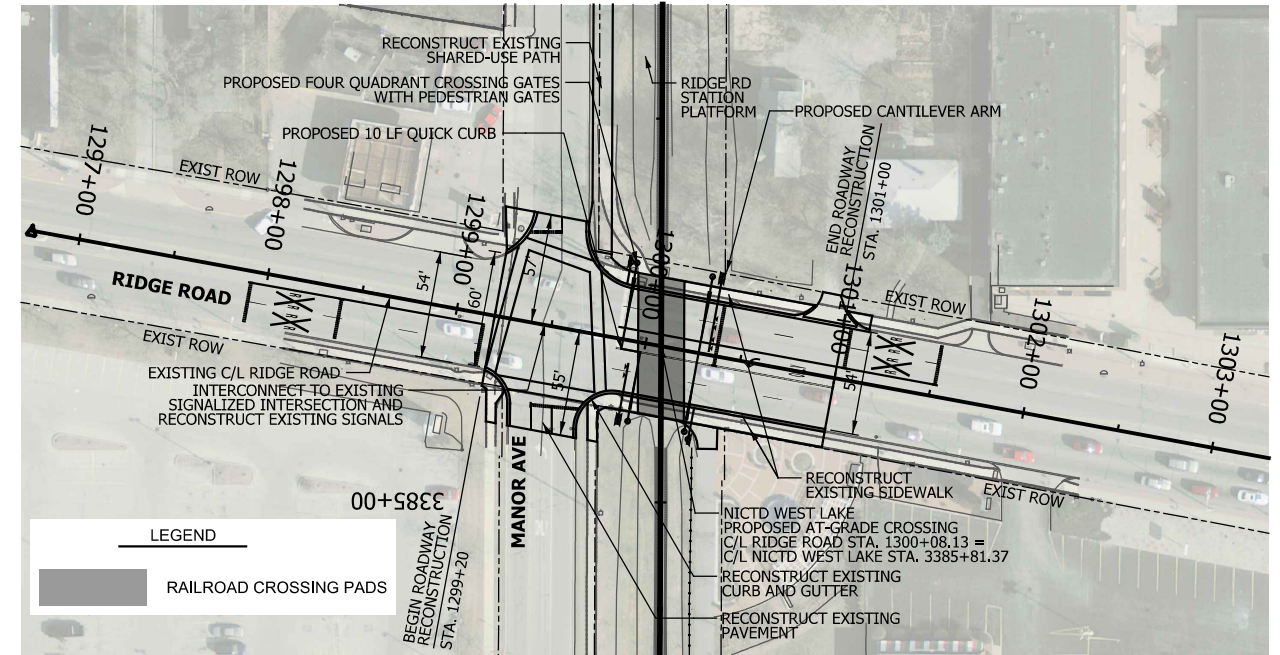 RECONSTRUCT EXISTING
SHARED-USE PATH
PROPOSED FOUR QUADRANT CROSSING GATES
WITH PEDESTRIAN GATES
PROPOSED 10 LF QUICK CURB
RIDGE RD
STATION
PLATFORM
PROPOSED CANTILEVER ARM
END ROADWAY
RECONSTRUCTION
STA. 1301+00
EXIST ROW
1297+00
1298+00
1299+00
1300+00
1301+00
1302+00
1303+00
EXIST ROW
RIDGE ROAD
54'
60'
57'
55'
54'
R R
R R
EXIST ROW
EXISTING C/L RIDGE ROAD
INTERCONNECT TO EXISTING
SIGNALIZED INTERSECTION AND
RECONSTRUCT EXISTING SIGNALS
MANOR AVE
3385+00
BEGIN ROADWAY
RECONSTRUCTION
STA. 1299+20
RECONSTRUCT
EXISTING SIDEWALK
EXIST ROW
NICTD WEST LAKE
PROPOSED AT-GRADE CROSSING
C/L RIDGE ROAD STA. 1300+08.13 =
C/L NICTD WEST LAKE STA. 3385+81.37
RECONSTRUCT EXISTING
CURB AND GUTTER
RECONSTRUCT EXISTING
PAVEMENT
LEGEND
RAILROAD CROSSING PADS